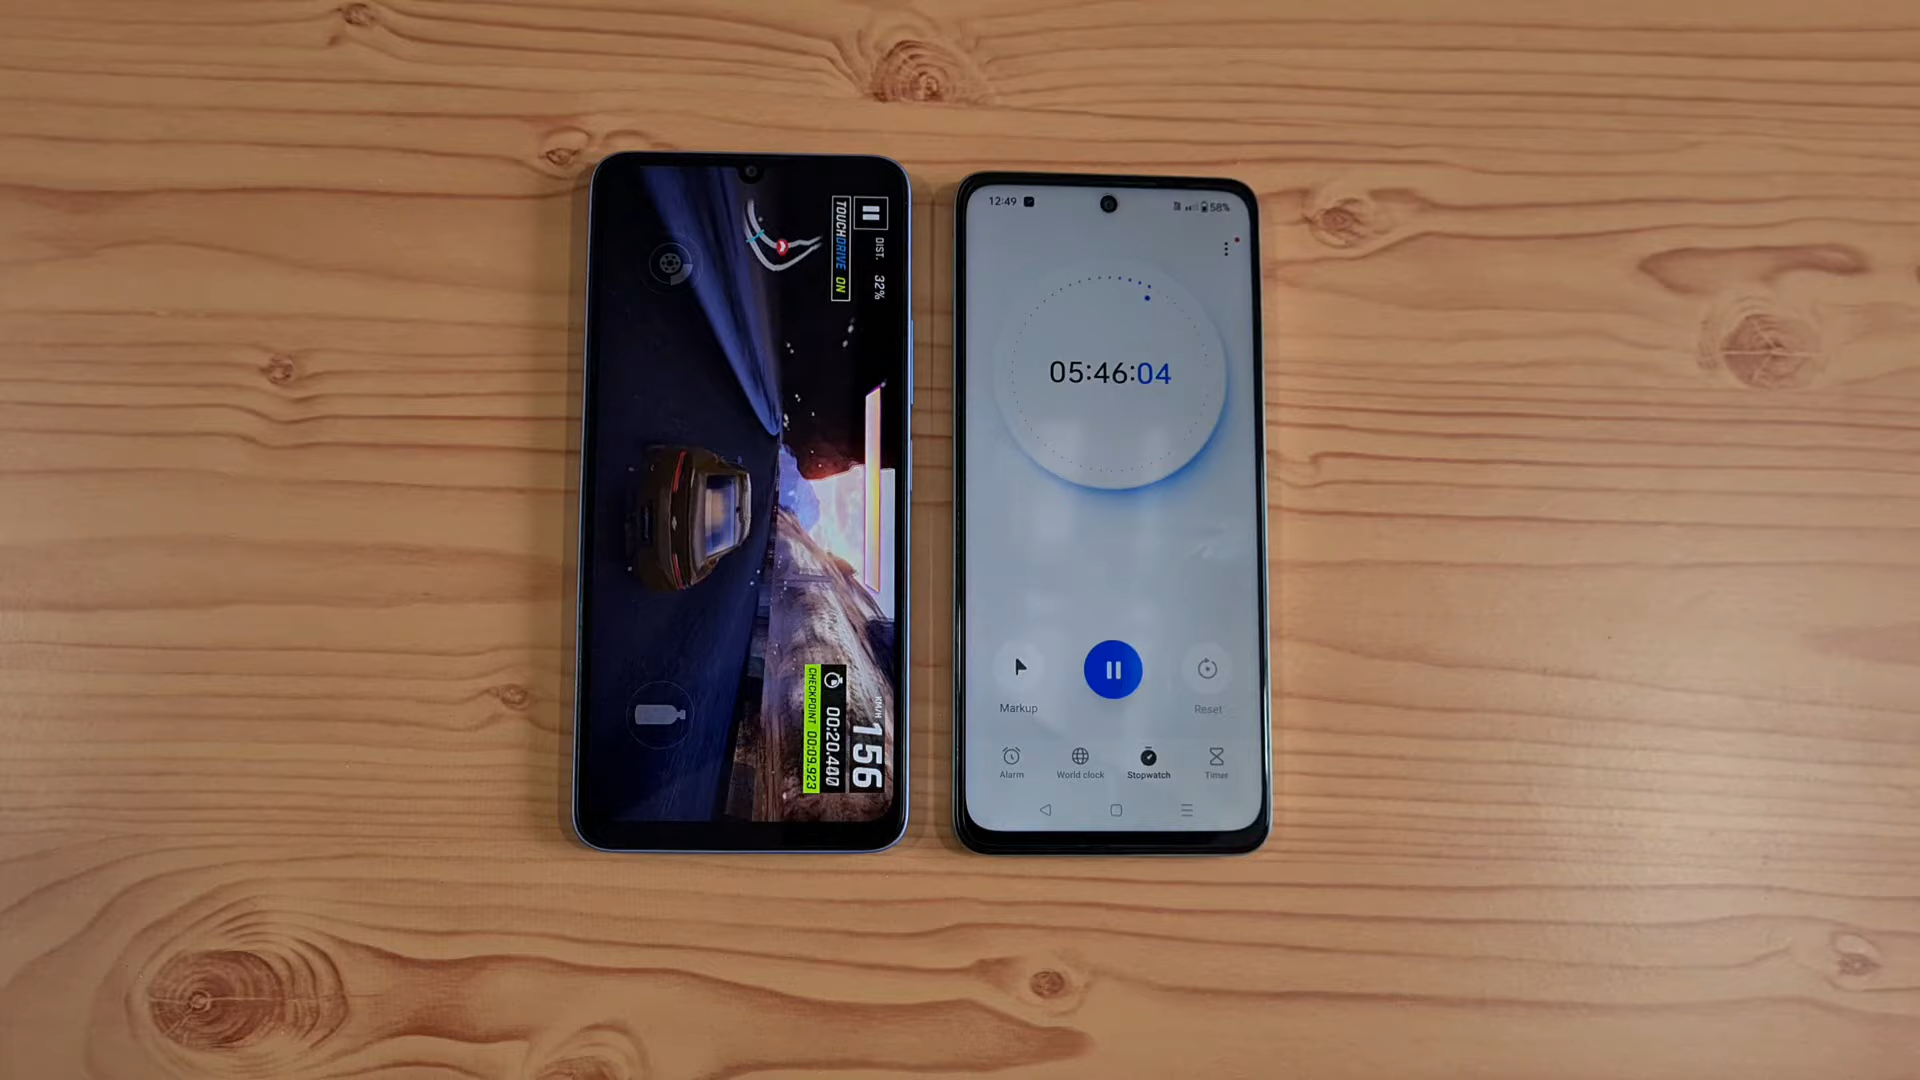 TOUCHDRIVE ON
DIST. 32%
KM/H 156
00:20.400
CHECKPOINT 00:09.923
12:49
58%
05:46:04
Markup
Reset
Alarm
World clock
Stopwatch
Timer